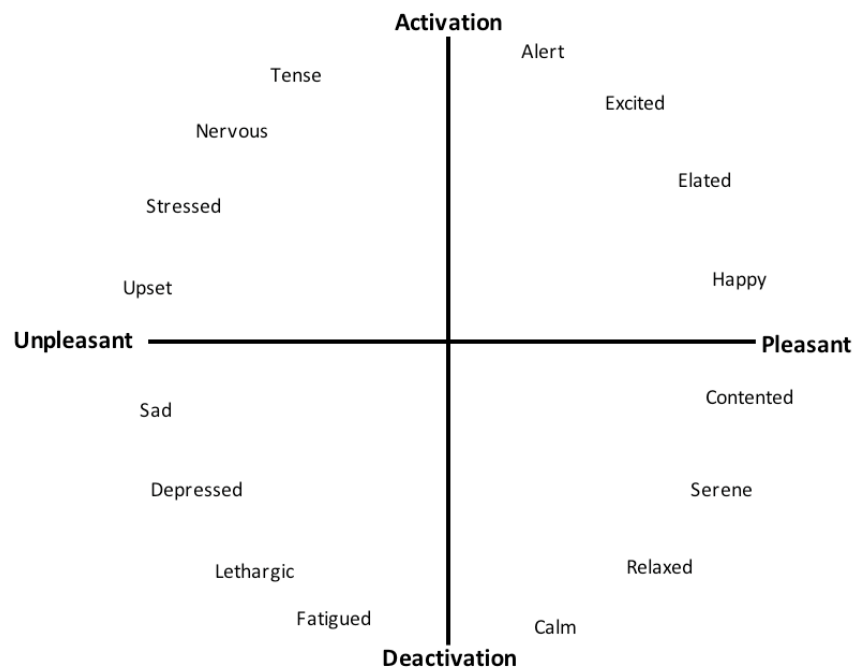 Activation
Alert
Tense
Excited
Nervous
Elated
Stressed
Happy
Upset
Unpleasant
Pleasant
Contented
Sad
Depressed
Serene
Relaxed
Lethargic
Fatigued
Calm
Deactivation